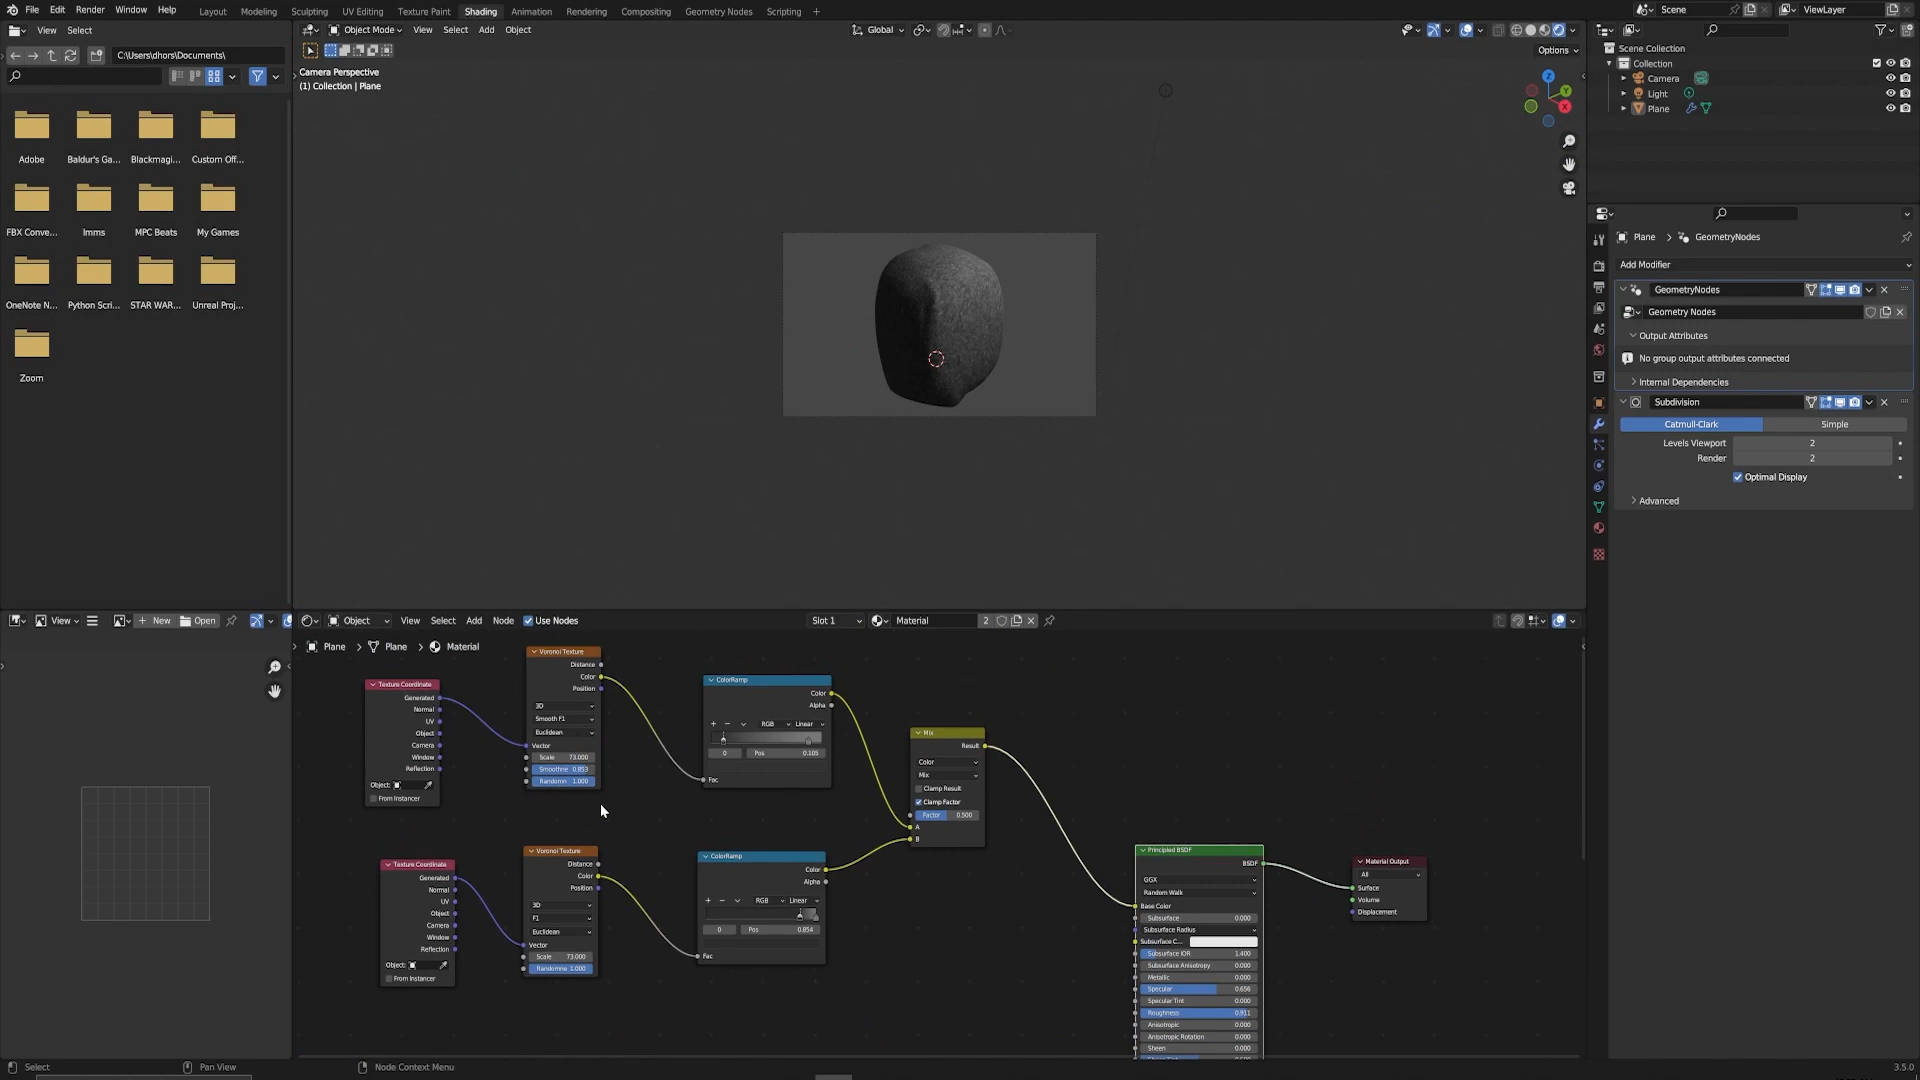 File Edit Render Window Help Layout Modeling Sculpting UV Editing Texture Paint Shading Animation Rendering Compositing Geometry Nodes Scripting + Scene ViewLayer
View Select
C:\Users\dhors\Documents\
Adobe Baldur's Ga... Blackmagi... Custom Off...
FBX Conve... Imms MPC Beats My Games
OneNote N... Python Scri... STAR WAR... Unreal Proj...
Zoom
Object Mode View Select Add Object Global
Options
Camera Perspective
(1) Collection | Plane
Z
Y
X
Scene Collection
Collection
Camera
Light
Plane
Plane > GeometryNodes
Add Modifier
GeometryNodes
Geometry Nodes
Output Attributes
No group output attributes connected
Internal Dependencies
Subdivision
Catmull-Clark Simple
Levels Viewport 2
Render 2
Optimal Display
Advanced
View + New Open
Object View Select Add Node Use Nodes Slot 1 Material 2
Plane > Plane > Material
Texture Coordinate
Generated
Normal
UV
Object
Camera
Window
Reflection
Object:
From Instancer
Voronoi Texture
Distance
Color
Position
3D
Smooth F1
Euclidean
Vector
Scale 73.000
Smoothne 0.853
Randomn 1.000
ColorRamp
Color
Alpha
+ − RGB Linear
0 Pos 0.105
Fac
Mix
Result
Color
Mix
Clamp Result
Clamp Factor
Factor 0.500
A
B
Texture Coordinate
Generated
Normal
UV
Object
Camera
Window
Reflection
Object:
From Instancer
Voronoi Texture
Distance
Color
Position
3D
F1
Euclidean
Vector
Scale 73.000
Randomne 1.000
ColorRamp
Color
Alpha
+ − RGB Linear
0 Pos 0.854
Fac
Principled BSDF
BSDF
GGX
Random Walk
Base Color
Subsurface 0.000
Subsurface Radius
Subsurface C...
Subsurface IOR 1.400
Subsurface Anisotropy 0.000
Metallic 0.000
Specular 0.656
Specular Tint 0.000
Roughness 0.911
Anisotropic 0.000
Anisotropic Rotation 0.000
Sheen 0.000
Material Output
All
Surface
Volume
Displacement
Select Pan View Node Context Menu 3.5.0